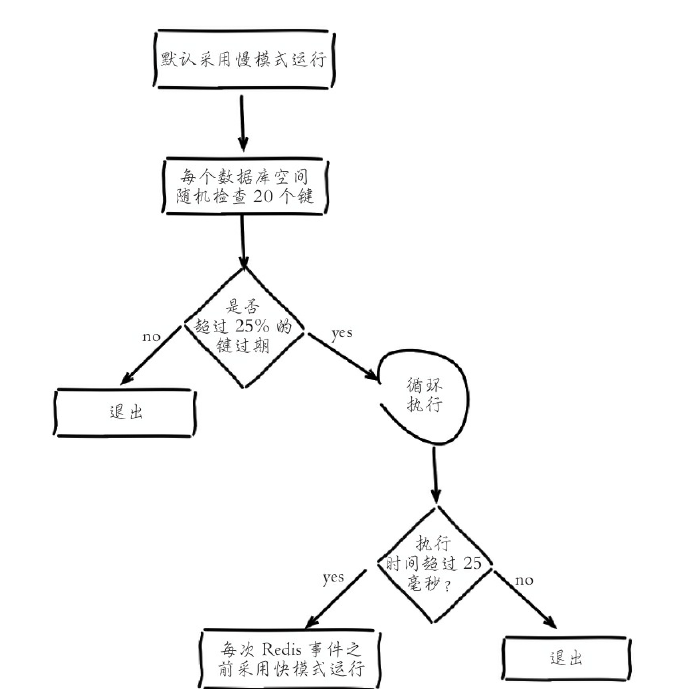 默认采用慢模式运行
每个数据库空间
随机检查 20 个键
是否
超过 25% 的
键过期
no
yes
退出
循环
执行
执行
时间超过 25
毫秒？
yes
no
每次 Redis 事件之
前采用快模式运行
退出